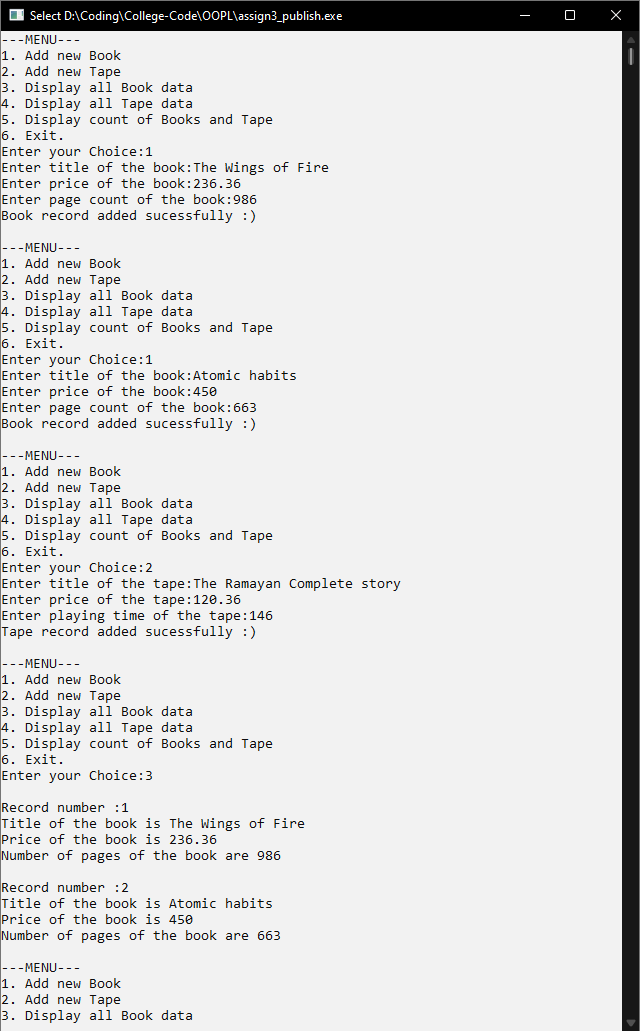 Select D:\Coding\College-Code\OOPL\assign3_publish.exe
---MENU---
1. Add new Book
2. Add new Tape
3. Display all Book data
4. Display all Tape data
5. Display count of Books and Tape
6. Exit.
Enter your Choice:1
Enter title of the book:The Wings of Fire
Enter price of the book:236.36
Enter page count of the book:986
Book record added sucessfully :)
---MENU---
1. Add new Book
2. Add new Tape
3. Display all Book data
4. Display all Tape data
5. Display count of Books and Tape
6. Exit.
Enter your Choice:1
Enter title of the book:Atomic habits
Enter price of the book:450
Enter page count of the book:663
Book record added sucessfully :)
---MENU---
1. Add new Book
2. Add new Tape
3. Display all Book data
4. Display all Tape data
5. Display count of Books and Tape
6. Exit.
Enter your Choice:2
Enter title of the tape:The Ramayan Complete story
Enter price of the tape:120.36
Enter playing time of the tape:146
Tape record added sucessfully :)
---MENU---
1. Add new Book
2. Add new Tape
3. Display all Book data
4. Display all Tape data
5. Display count of Books and Tape
6. Exit.
Enter your Choice:3
Record number :1
Title of the book is The Wings of Fire
Price of the book is 236.36
Number of pages of the book are 986
Record number :2
Title of the book is Atomic habits
Price of the book is 450
Number of pages of the book are 663
---MENU---
1. Add new Book
2. Add new Tape
3. Display all Book data